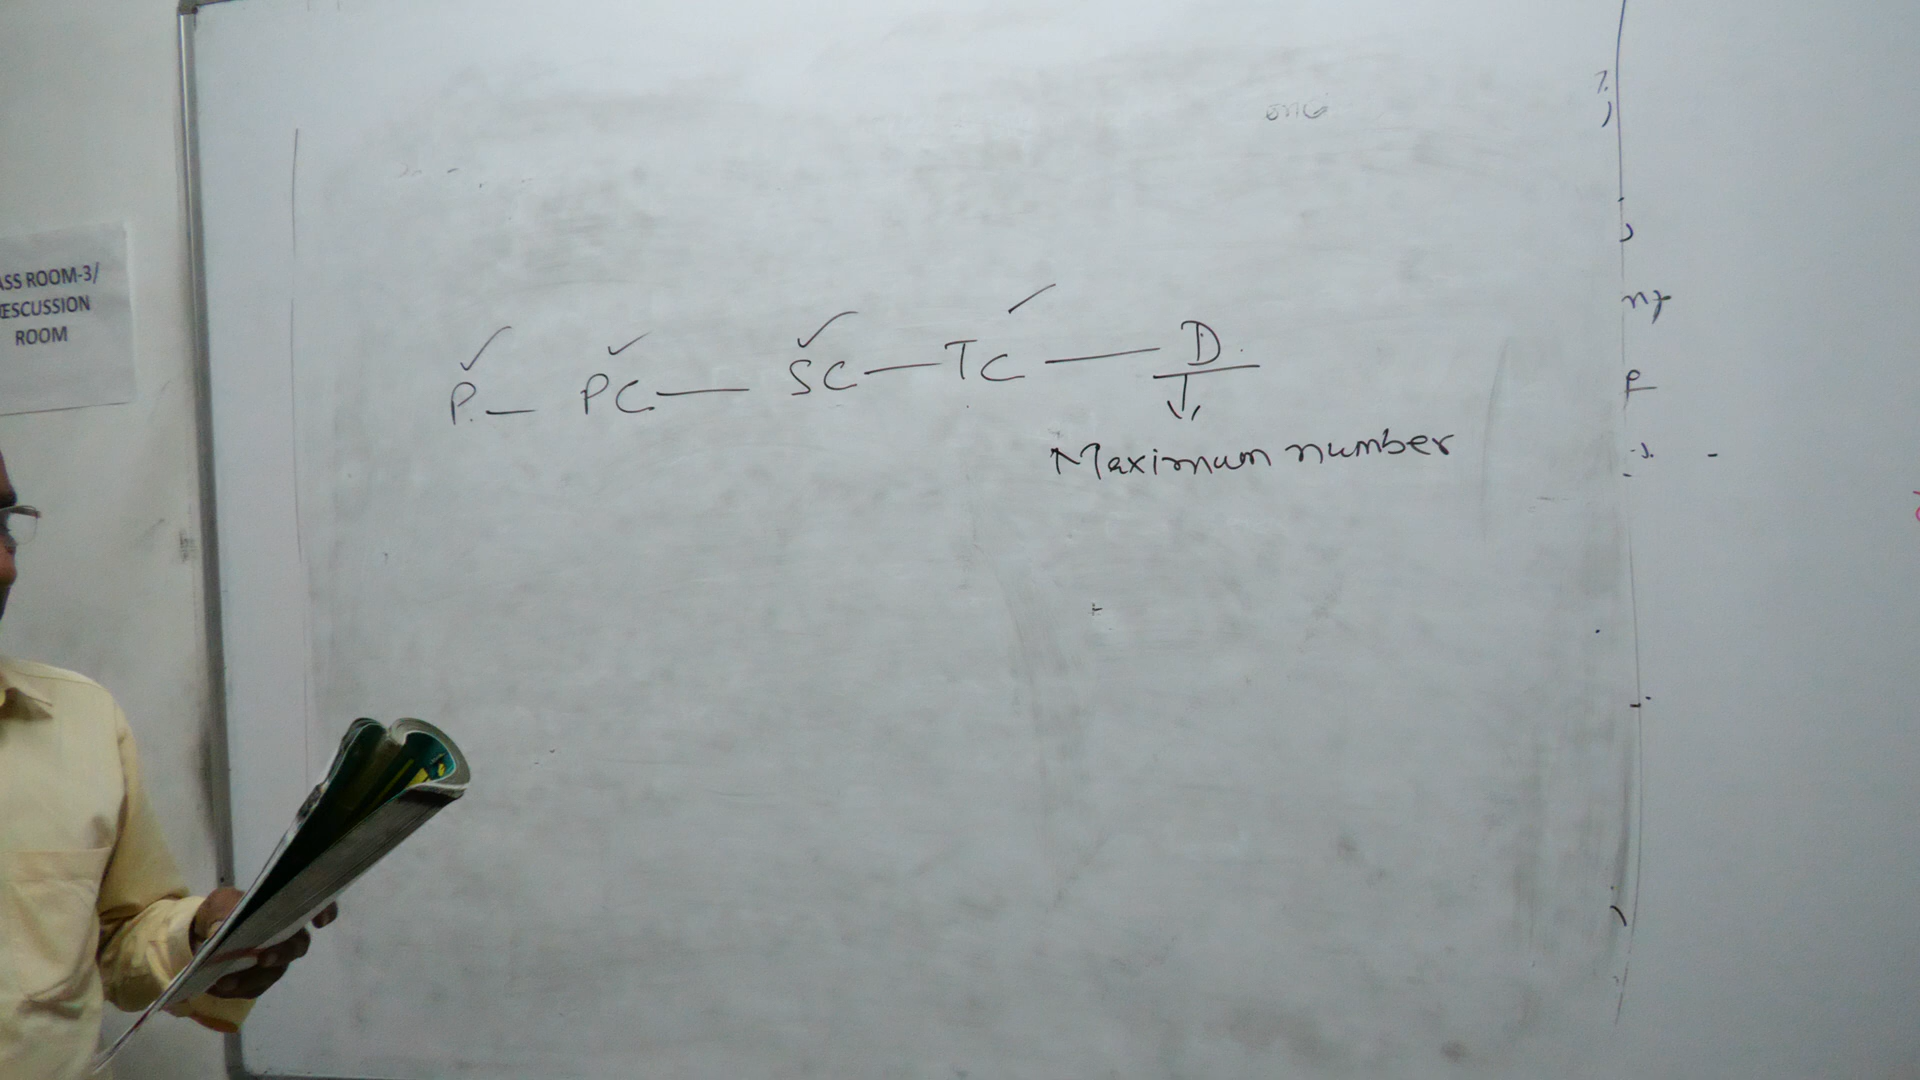 ASS ROOM-3/
ESCUSSION
ROOM
P. — PC — SC — TC — D.
Maximum number